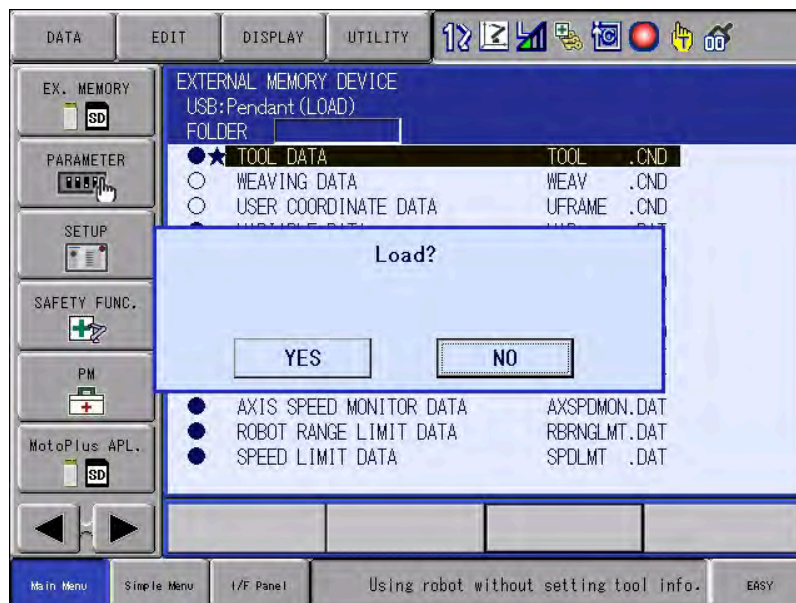 DATA EDIT DISPLAY UTILITY
EX. MEMORY
SD
PARAMETER
SETUP
SAFETY FUNC.
PM
MotoPlus APL.
SD
EXTERNAL MEMORY DEVICE
USB:Pendant(LOAD)
FOLDER
TOOL DATA TOOL .CND
WEAVING DATA WEAV .CND
USER COORDINATE DATA UFRAME .CND
Load?
YES NO
AXIS SPEED MONITOR DATA AXSPDMON.DAT
ROBOT RANGE LIMIT DATA RBRNGLMT.DAT
SPEED LIMIT DATA SPDLMT .DAT
Main Menu Simple Menu I/F Panel Using robot without setting tool info. EASY